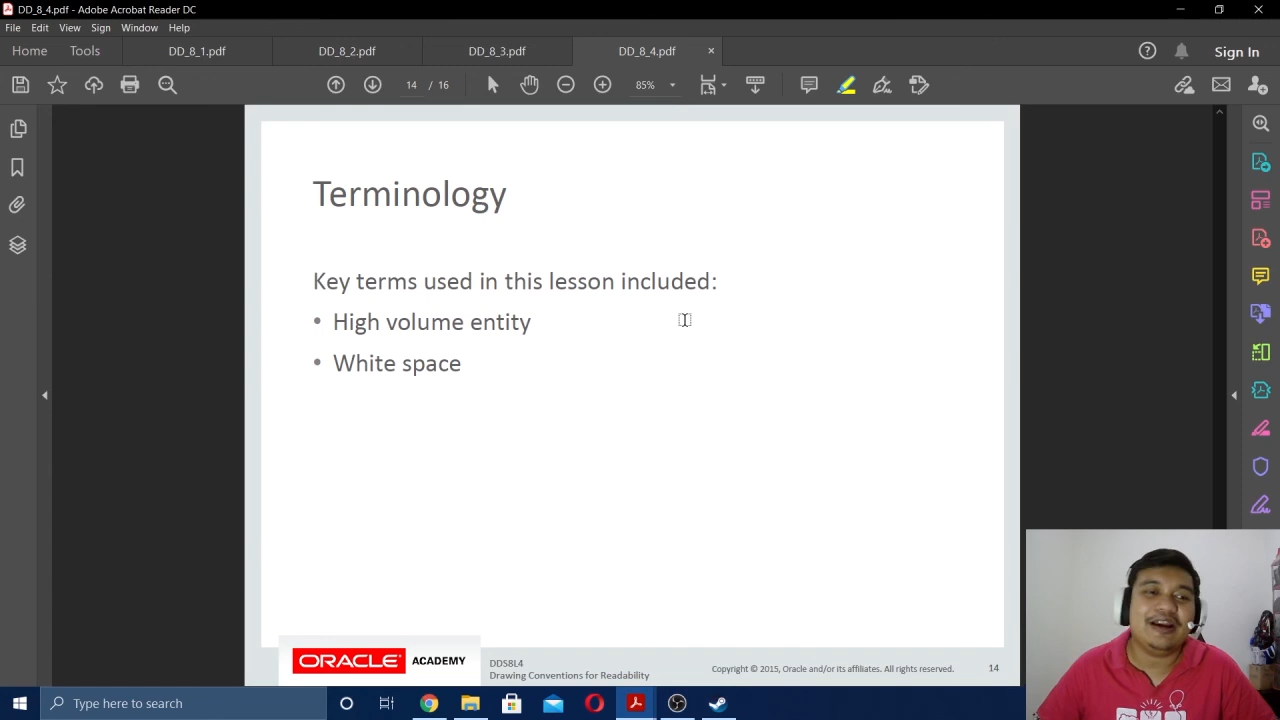 DD_8_4.pdf - Adobe Acrobat Reader DC
File Edit View Sign Window Help
Home Tools DD_8_1.pdf DD_8_2.pdf DD_8_3.pdf DD_8_4.pdf × Sign In
14 / 16 85%
Terminology
Key terms used in this lesson included:
• High volume entity
• White space
ORACLE ACADEMY
DDS8L4
Drawing Conventions for Readability
Copyright © 2015, Oracle and/or its affiliates. All rights reserved.
14
Type here to search